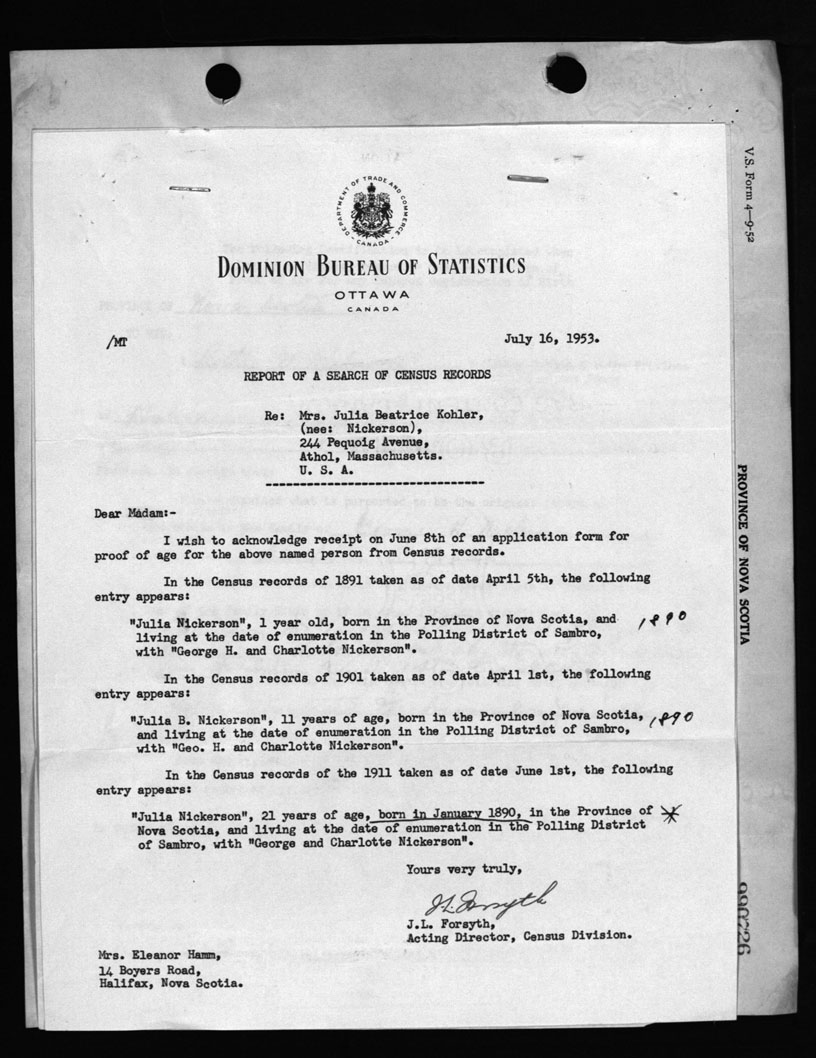 DEPARTMENT OF TRADE AND COMMERCE
CANADA
DOMINION BUREAU OF STATISTICS
OTTAWA
CANADA
/MT
July 16, 1953.
REPORT OF A SEARCH OF CENSUS RECORDS
Re: Mrs. Julia Beatrice Kohler,
(nee: Nickerson),
244 Pequoig Avenue,
Athol, Massachusetts.
U. S. A.
Dear Madam:-
I wish to acknowledge receipt on June 8th of an application form for
proof of age for the above named person from Census records.
In the Census records of 1891 taken as of date April 5th, the following
entry appears:
"Julia Nickerson", 1 year old, born in the Province of Nova Scotia, and 1890
living at the date of enumeration in the Polling District of Sambro,
with "George H. and Charlotte Nickerson".
In the Census records of 1901 taken as of date April 1st, the following
entry appears:
"Julia B. Nickerson", 11 years of age, born in the Province of Nova Scotia, 1890
and living at the date of enumeration in the Polling District of Sambro,
with "Geo. H. and Charlotte Nickerson".
In the Census records of the 1911 taken as of date June 1st, the following
entry appears:
"Julia Nickerson", 21 years of age, born in January 1890, in the Province of
Nova Scotia, and living at the date of enumeration in the Polling District
of Sambro, with "George and Charlotte Nickerson".
Yours very truly,
J.L. Forsyth
J.L. Forsyth,
Acting Director, Census Division.
Mrs. Eleanor Hamm,
14 Boyers Road,
Halifax, Nova Scotia.
V.S. Form 4—9-52
PROVINCE OF NOVA SCOTIA
990726